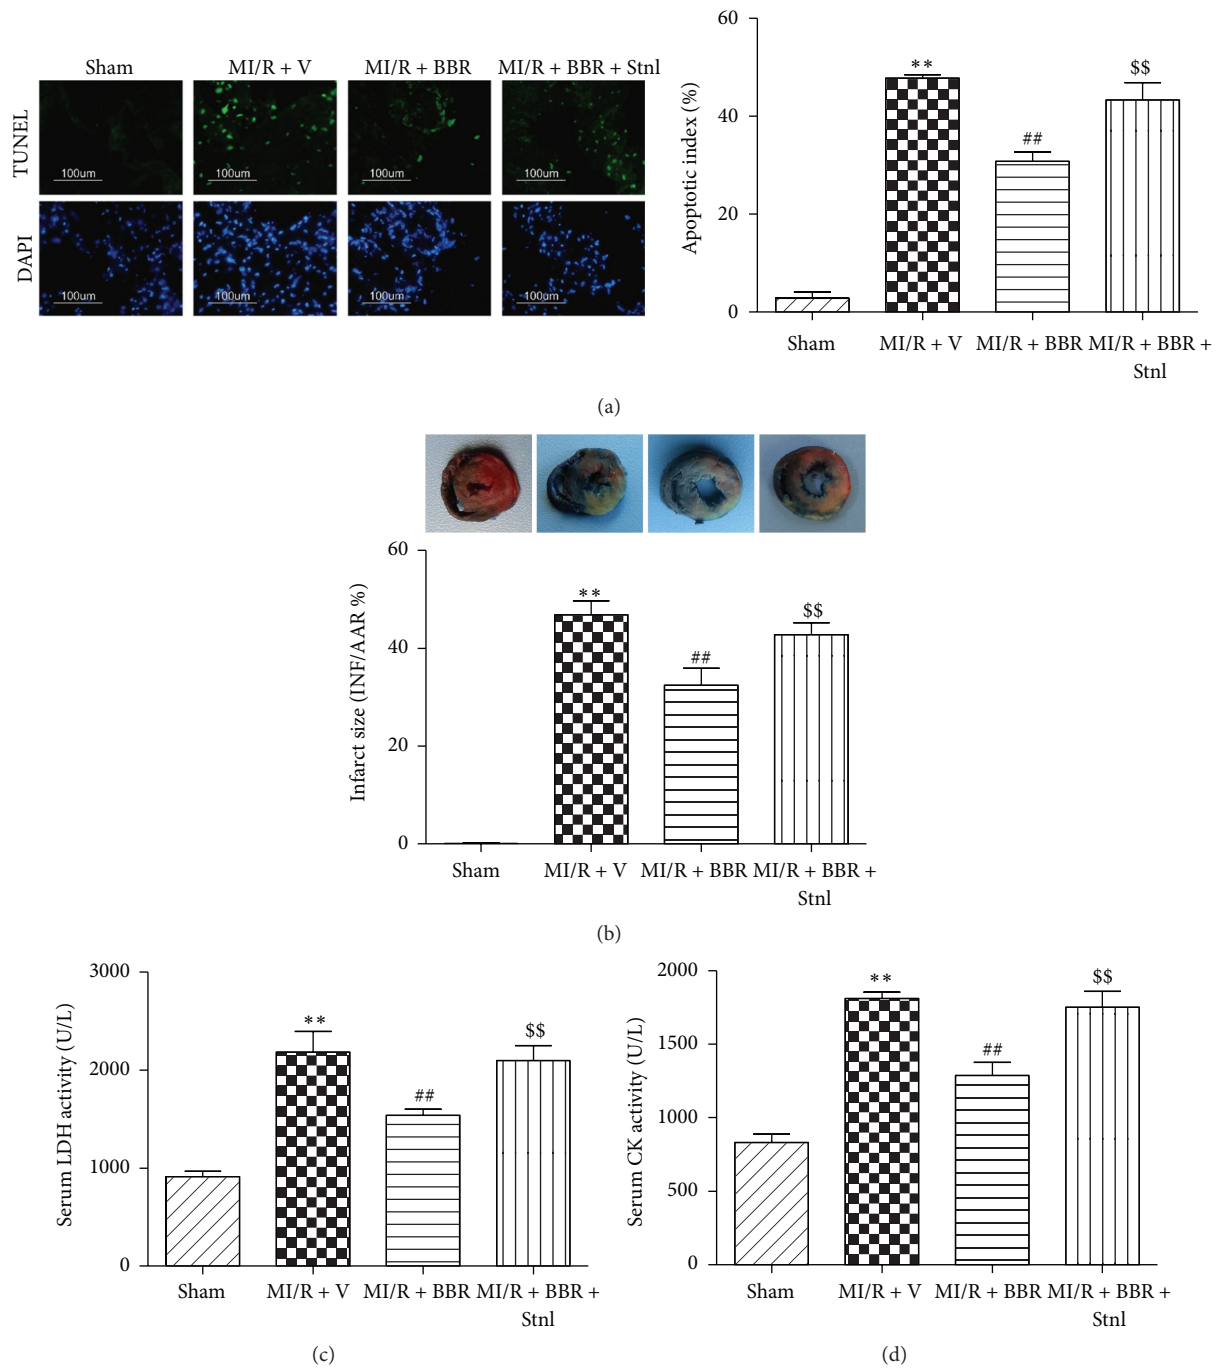 Sham MI/R + V MI/R + BBR MI/R + BBR + Stnl
TUNEL
100um 100um 100um 100um
DAPI
100um 100um 100um 100um
Apoptotic index (%)
60
40
20
0
** ## $$
Sham MI/R + V MI/R + BBR MI/R + BBR +
Stnl
(a)
Infarct size (INF/AAR %)
60
40
20
0
** ## $$
Sham MI/R + V MI/R + BBR MI/R + BBR +
Stnl
(b)
Serum LDH activity (U/L)
3000
2000
1000
0
** ## $$
Sham MI/R + V MI/R + BBR MI/R + BBR +
Stnl
(c)
Serum CK activity (U/L)
2000
1500
1000
500
0
** ## $$
Sham MI/R + V MI/R + BBR MI/R + BBR +
Stnl
(d)